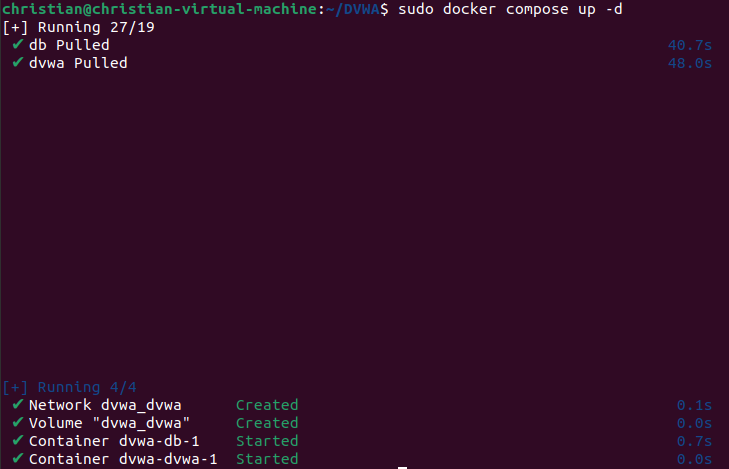 christian@christian-virtual-machine:~/DVWA$ sudo docker compose up -d
[+] Running 27/19
✔ db Pulled 40.7s
✔ dvwa Pulled 48.0s
[+] Running 4/4
✔ Network dvwa_dvwa Created 0.1s
✔ Volume "dvwa_dvwa" Created 0.0s
✔ Container dvwa-db-1 Started 0.7s
✔ Container dvwa-dvwa-1 Started 0.0s